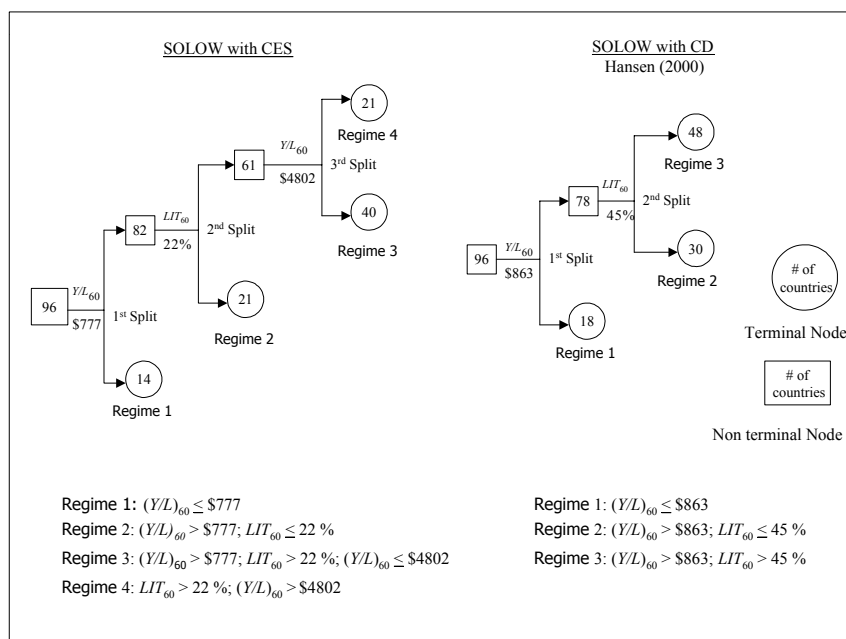 SOLOW with CES
21
Regime 4
Y/L60
61
3rd Split
$4802
LIT60
40
82
2nd Split
22%
Regime 3
Y/L60
96
21
1st Split
$777
Regime 2
14
Regime 1
SOLOW with CD
Hansen (2000)
48
Regime 3
LIT60
78
2nd Split
45%
Y/L60
96
30
1st Split
$863
Regime 2
18
Regime 1
# of
countries
Terminal Node
# of
countries
Non terminal Node
Regime 1: (Y/L)60 ≤ $777
Regime 2: (Y/L)60 > $777; LIT60 ≤ 22 %
Regime 3: (Y/L)60 > $777; LIT60 > 22 %; (Y/L)60 ≤ $4802
Regime 4: LIT60 > 22 %; (Y/L)60 > $4802
Regime 1: (Y/L)60 ≤ $863
Regime 2: (Y/L)60 > $863; LIT60 ≤ 45 %
Regime 3: (Y/L)60 > $863; LIT60 > 45 %